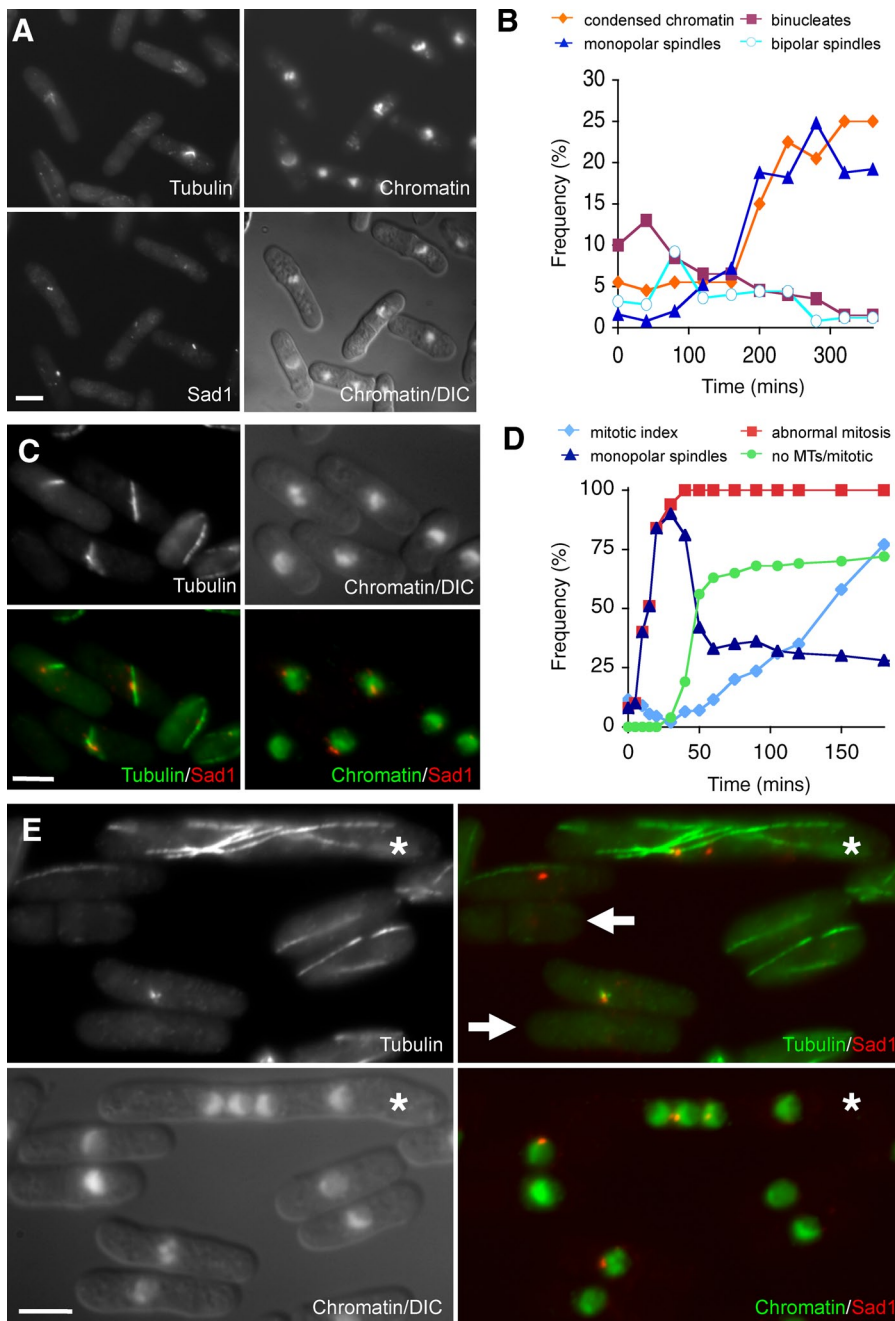 A
Tubulin
Chromatin
Sad1
Chromatin/DIC
B
condensed chromatin
binucleates
monopolar spindles
bipolar spindles
Frequency (%)
30
25
20
15
10
5
0
0
100
200
300
Time (mins)
C
Tubulin
Chromatin/DIC
Tubulin/Sad1
Chromatin/Sad1
D
mitotic index
abnormal mitosis
monopolar spindles
no MTs/mitotic
Frequency (%)
100
75
50
25
0
0
50
100
150
Time (mins)
E
*
*
Tubulin
Tubulin/Sad1
*
*
Chromatin/DIC
Chromatin/Sad1